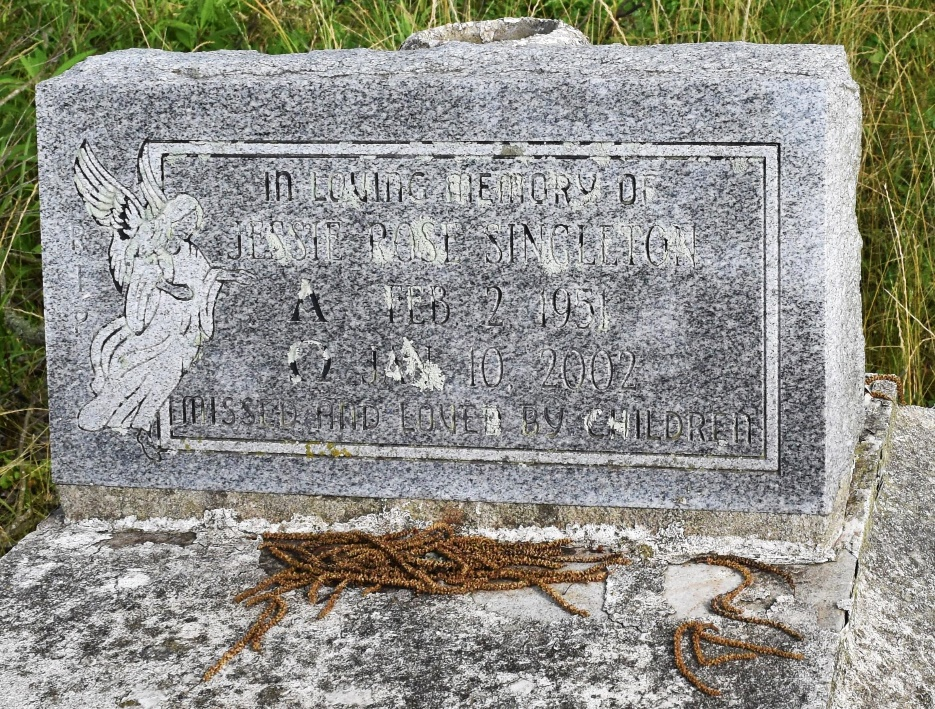 IN LOVING MEMORY OF
JESSIE ROSE SINGLETON
Α FEB. 2 1951
Ω JAN. 10, 2002
MISSED AND LOVED BY CHILDREN
R
I
P